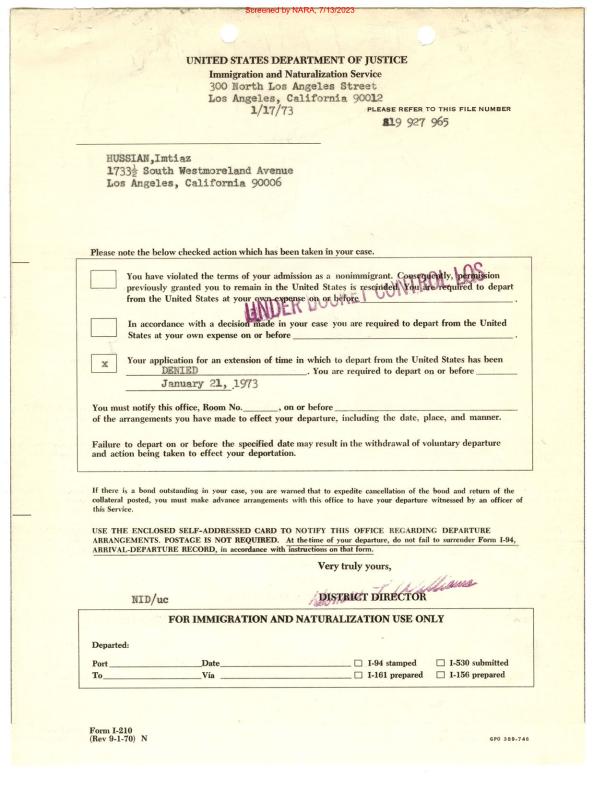 Screened by NARA, 7/13/2023
UNITED STATES DEPARTMENT OF JUSTICE
Immigration and Naturalization Service
300 North Los Angeles Street
Los Angeles, California 90012
1/17/73
PLEASE REFER TO THIS FILE NUMBER
A19 927 965
HUSSIAN,Imtiaz
1733½ South Westmoreland Avenue
Los Angeles, California 90006
Please note the below checked action which has been taken in your case.
You have violated the terms of your admission as a nonimmigrant. Consequently, permission
previously granted you to remain in the United States is rescinded. You are required to depart
from the United States at your own expense on or before .
UNDER DOCKET CONTROL LOS
In accordance with a decision made in your case you are required to depart from the United
States at your own expense on or before .
x Your application for an extension of time in which to depart from the United States has been
DENIED . You are required to depart on or before
January 21, 1973
You must notify this office, Room No. , on or before
of the arrangements you have made to effect your departure, including the date, place, and manner.
Failure to depart on or before the specified date may result in the withdrawal of voluntary departure
and action being taken to effect your deportation.
If there is a bond outstanding in your case, you are warned that to expedite cancellation of the bond and return of the
collateral posted, you must make advance arrangements with this office to have your departure witnessed by an officer of
this Service.
USE THE ENCLOSED SELF-ADDRESSED CARD TO NOTIFY THIS OFFICE REGARDING DEPARTURE
ARRANGEMENTS. POSTAGE IS NOT REQUIRED. At the time of your departure, do not fail to surrender Form I-94,
ARRIVAL-DEPARTURE RECORD, in accordance with instructions on that form.
Very truly yours,
NID/uc
DISTRICT DIRECTOR
FOR IMMIGRATION AND NATURALIZATION USE ONLY
Departed:
Port Date I-94 stamped I-530 submitted
To Via I-161 prepared I-156 prepared
Form I-210
(Rev 9-1-70) N
GPO 389-748